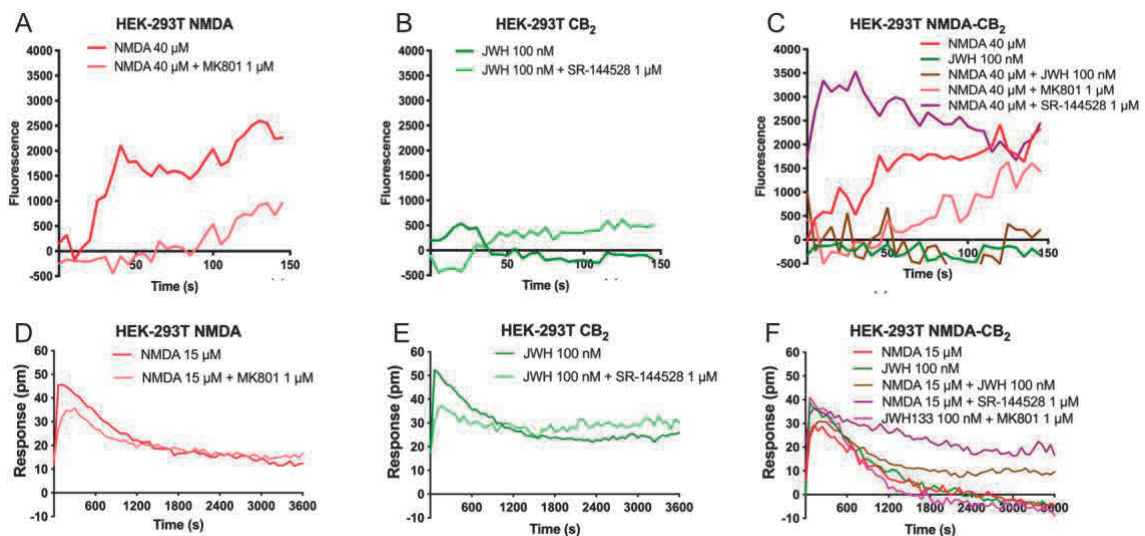 A
HEK-293T NMDA
NMDA 40 µM
NMDA 40 µM + MK801 1 µM
Fluorescence
4000
3500
3000
2500
2000
1500
1000
500
0
-500
50
100
150
Time (s)
B
HEK-293T CB2
JWH 100 nM
JWH 100 nM + SR-144528 1 µM
Fluorescence
4000
3500
3000
2500
2000
1500
1000
500
0
-500
50
100
150
Time (s)
C
HEK-293T NMDA-CB2
NMDA 40 µM
JWH 100 nM
NMDA 40 µM + JWH 100 nM
NMDA 40 µM + MK801 1 µM
NMDA 40 µM + SR-144528 1 µM
Fluorescence
4000
3500
3000
2500
2000
1500
1000
500
0
-500
50
100
150
Time (s)
D
HEK-293T NMDA
NMDA 15 µM
NMDA 15 µM + MK801 1 µM
Response (pm)
60
50
40
30
20
10
0
-10
600
1200
1800
2400
3000
3600
Time (s)
E
HEK-293T CB2
JWH 100 nM
JWH 100 nM + SR-144528 1 µM
Response (pm)
60
50
40
30
20
10
0
-10
600
1200
1800
2400
3000
3600
Time (s)
F
HEK-293T NMDA-CB2
NMDA 15 µM
JWH 100 nM
NMDA 15 µM + JWH 100 nM
NMDA 15 µM + SR-144528 1 µM
JWH133 100 nM + MK801 1 µM
Response (pm)
60
50
40
30
20
10
0
-10
600
1200
1800
2400
3000
3600
Time (s)